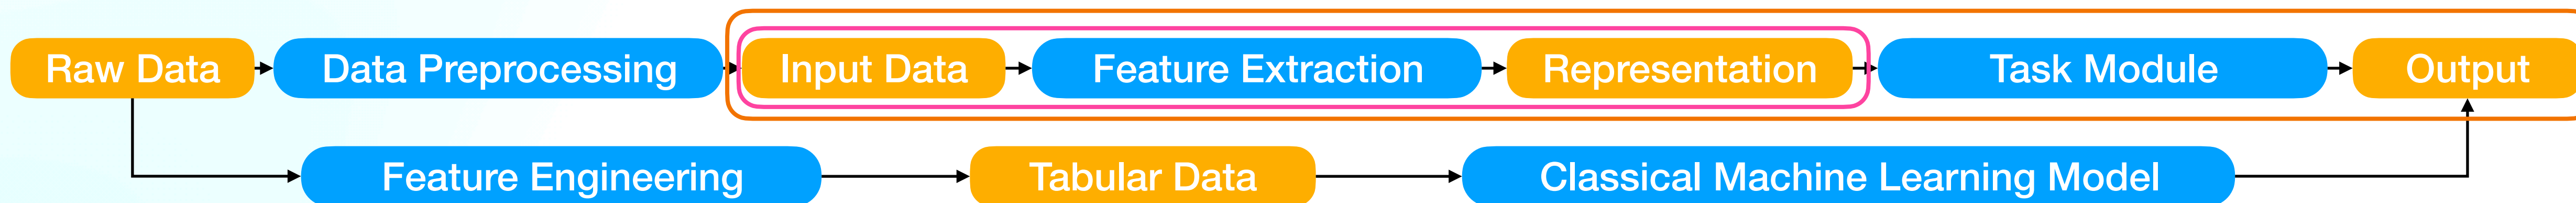 Raw Data
Data Preprocessing
Input Data
Feature Extraction
Representation
Task Module
Output
Feature Engineering
Tabular Data
Classical Machine Learning Model